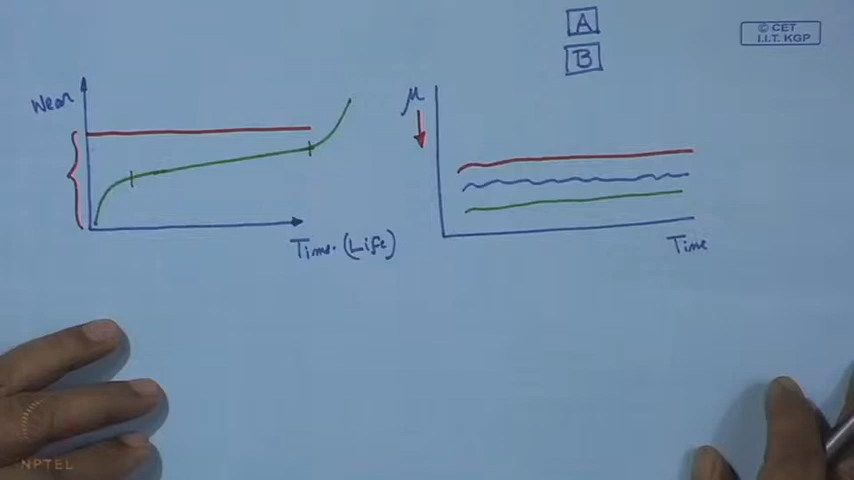 A
B
© CET
I.I.T. KGP
Wear
μ
Time. (Life)
Time
NPTEL